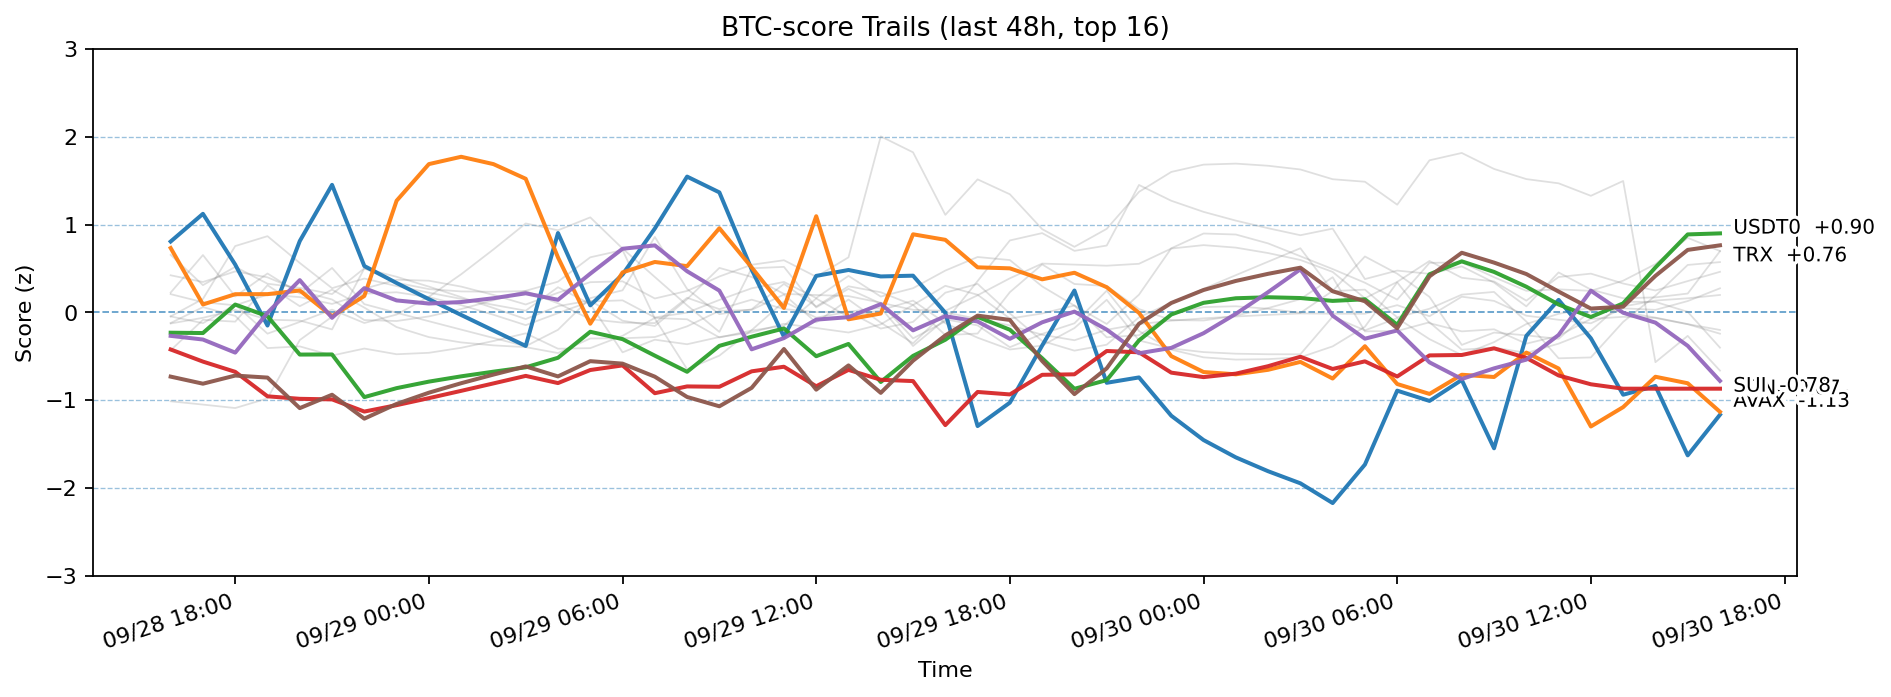 BTC-score Trails (last 48h, top 16)
Score (z)
3
2
1
0
−1
−2
−3
USDT0 +0.90
TRX +0.76
SUI -0.78
AVAX -1.13
09/28 18:00
09/29 00:00
09/29 06:00
09/29 12:00
09/29 18:00
09/30 00:00
09/30 06:00
09/30 12:00
09/30 18:00
Time